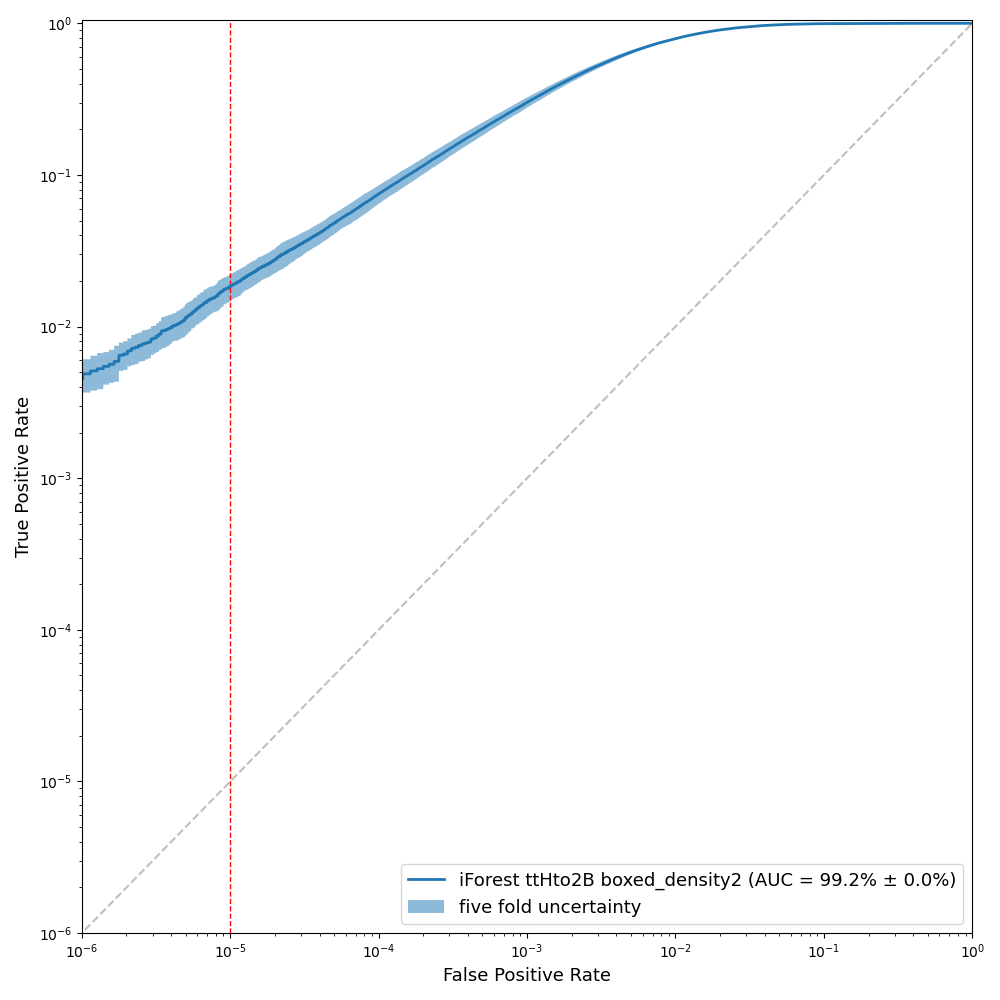 10⁰
10⁻¹
10⁻²
10⁻³
10⁻⁴
10⁻⁵
10⁻⁶
True Positive Rate
iForest ttHto2B boxed_density2 (AUC = 99.2% ± 0.0%)
five fold uncertainty
10⁻⁶ 10⁻⁵ 10⁻⁴ 10⁻³ 10⁻² 10⁻¹ 10⁰
False Positive Rate